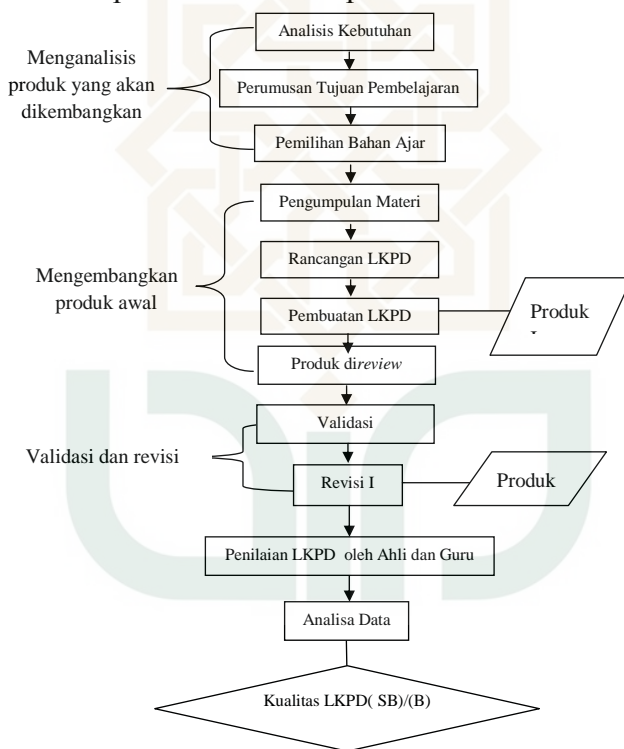 Analisis Kebutuhan
Menganalisis
produk yang akan
dikembangkan
Perumusan Tujuan Pembelajaran
Pemilihan Bahan Ajar
Pengumpulan Materi
Rancangan LKPD
Mengembangkan
produk awal
Pembuatan LKPD
Produk
Produk direview
Validasi
Validasi dan revisi
Revisi I
Produk
Penilaian LKPD oleh Ahli dan Guru
Analisa Data
Kualitas LKPD( SB)/(B)